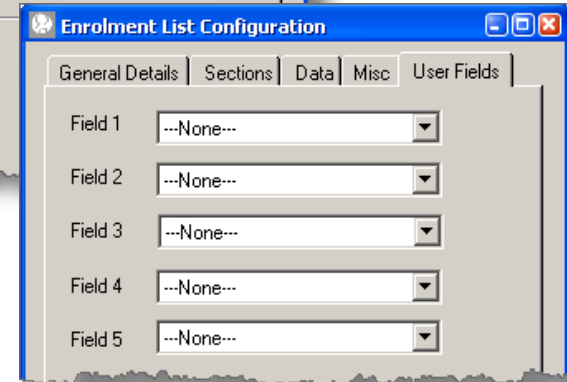 Enrolment List Configuration
General Details Sections Data Misc User Fields
Field 1 ---None---
Field 2 ---None---
Field 3 ---None---
Field 4 ---None---
Field 5 ---None---